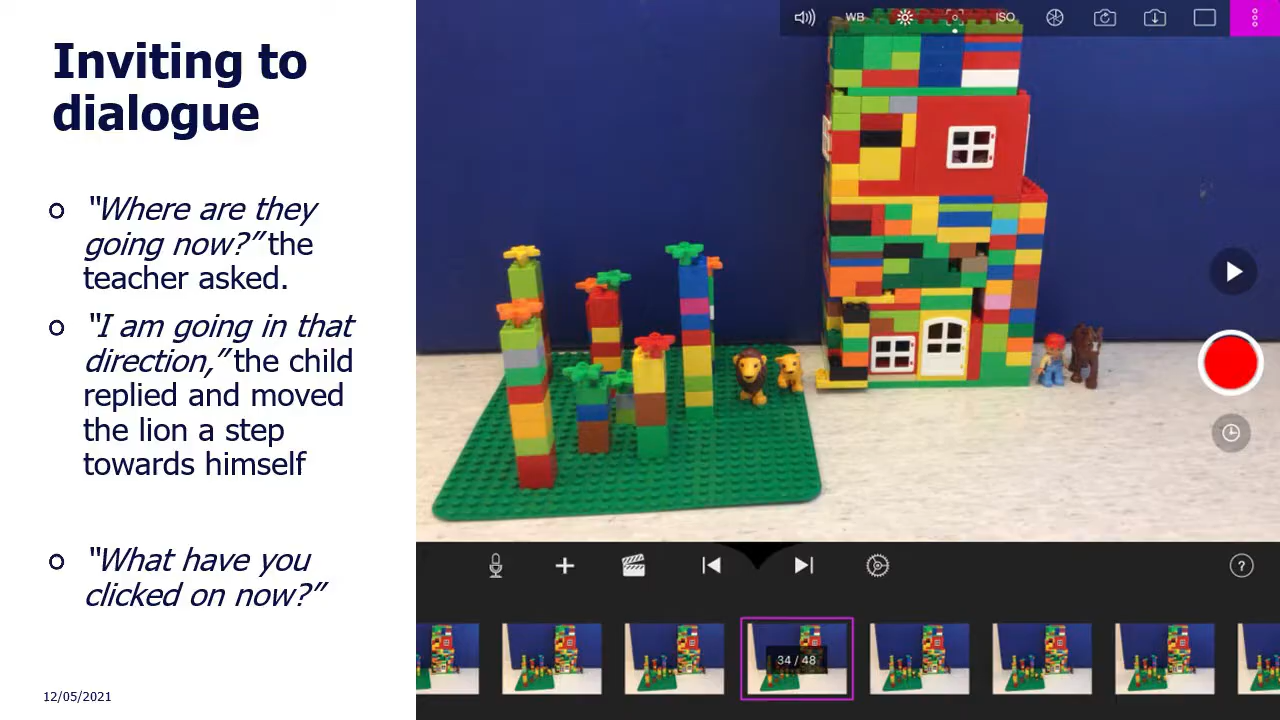 Inviting to
dialogue
"Where are they
going now?" the
teacher asked.
"I am going in that
direction," the child
replied and moved
the lion a step
towards himself
"What have you
clicked on now?"
12/05/2021
WB
ISO
?
34 / 48